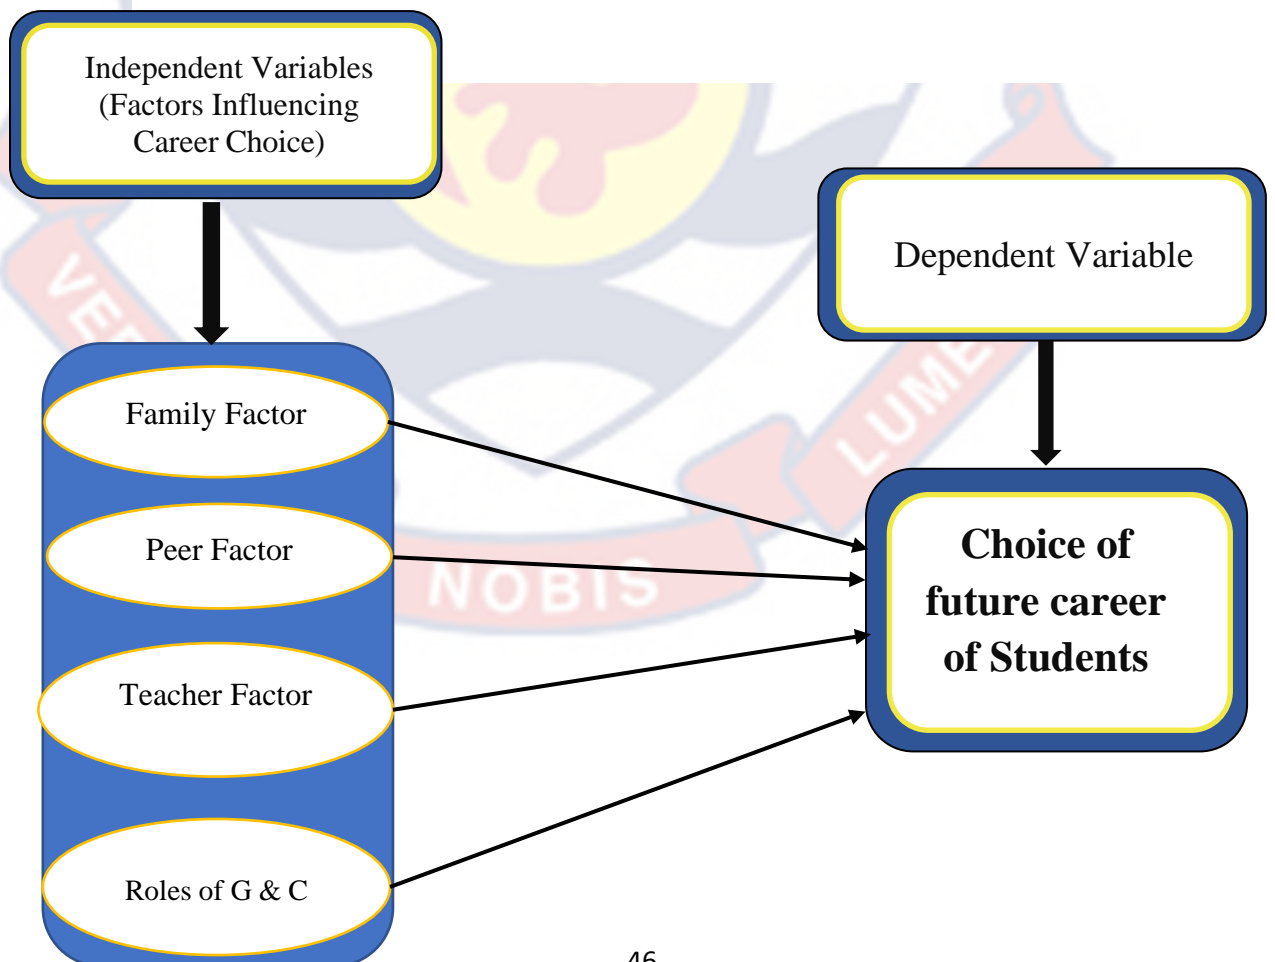 Independent Variables
(Factors Influencing
Career Choice)
Dependent Variable
Family Factor
Peer Factor
Teacher Factor
Roles of G & C
Choice of
future career
of Students
NOBIS
46